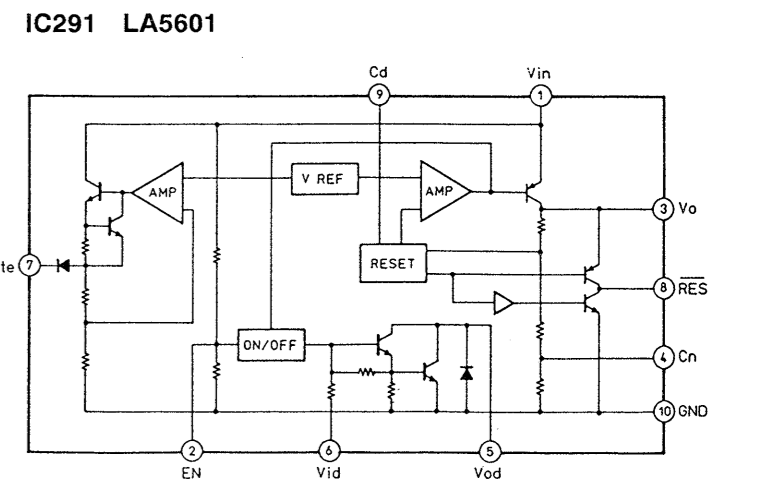 IC291 LA5601
Cd
Vin
9
1
AMP
V REF
AMP
3 Vo
te 7
RESET
8 RES
ON/OFF
4 Cn
10 GND
2
6
5
EN
Vid
Vod